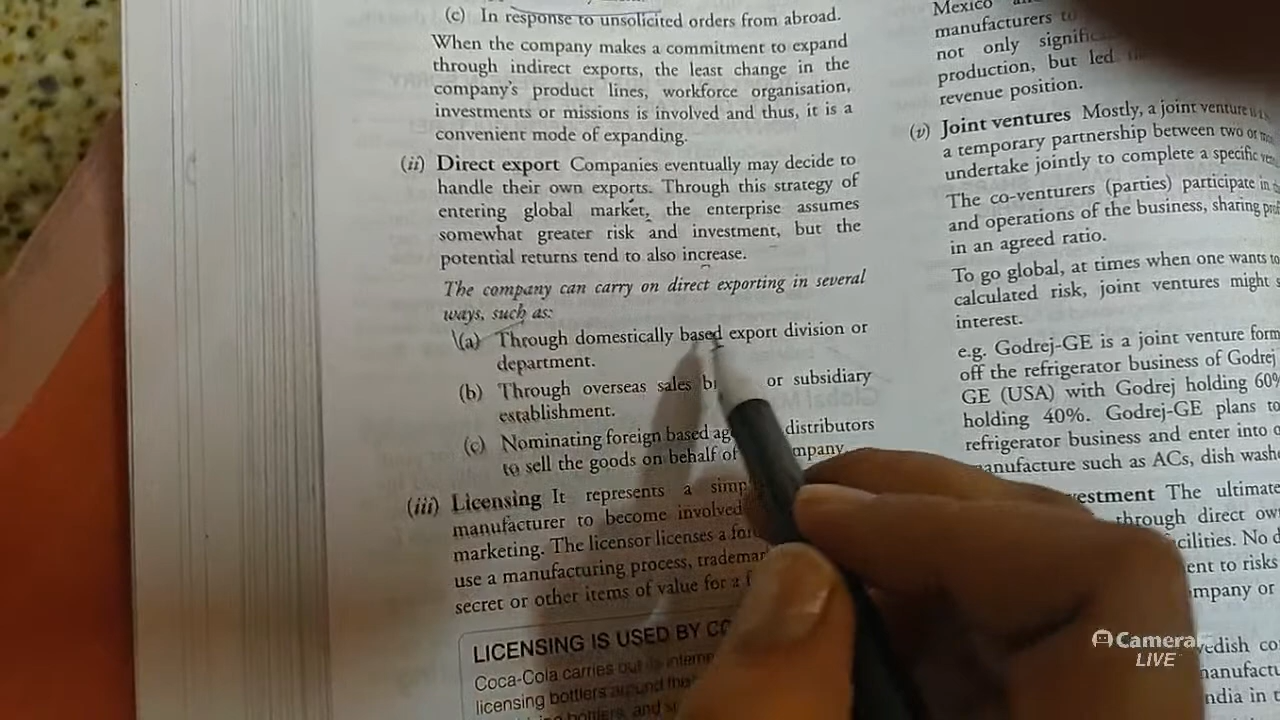 (c) In response to unsolicited orders from abroad.
When the company makes a commitment to expand
through indirect exports, the least change in the
company's product lines, workforce organisation,
investments or missions is involved and thus, it is a
convenient mode of expanding.
(ii) Direct export Companies eventually may decide to
handle their own exports. Through this strategy of
entering global market, the enterprise assumes
somewhat greater risk and investment, but the
potential returns tend to also increase.
The company can carry on direct exporting in several
ways, such as:
(a) Through domestically based export division or
department.
(b) Through overseas sales or subsidiary
establishment.
(c) Nominating foreign based distributors
to sell the goods on behalf of
(iii) Licensing It represents a
manufacturer to become involved
marketing. The licensor licenses a
use a manufacturing process,
secret or other items of value for a
LICENSING IS USED BY
Coca-Cola carries out its
licensing bottlers around the
Mexico
manufacturers
not only
production, but led
revenue position.
(v) Joint ventures Mostly, a joint venture
a temporary partnership between two or
undertake jointly to complete a specific
The co-venturers (parties) participate in
and operations of the business, sharing
in an agreed ratio.
To go global, at times when one wants to
calculated risk, joint ventures might
interest.
e.g. Godrej-GE is a joint venture
off the refrigerator business of Godrej
GE (USA) with Godrej holding 60%
holding 40%. Godrej-GE plans to
refrigerator business and enter into
manufacture such as ACs, dish
The ultimate
through direct
No
to risks
or
in
CameraFi
LIVE